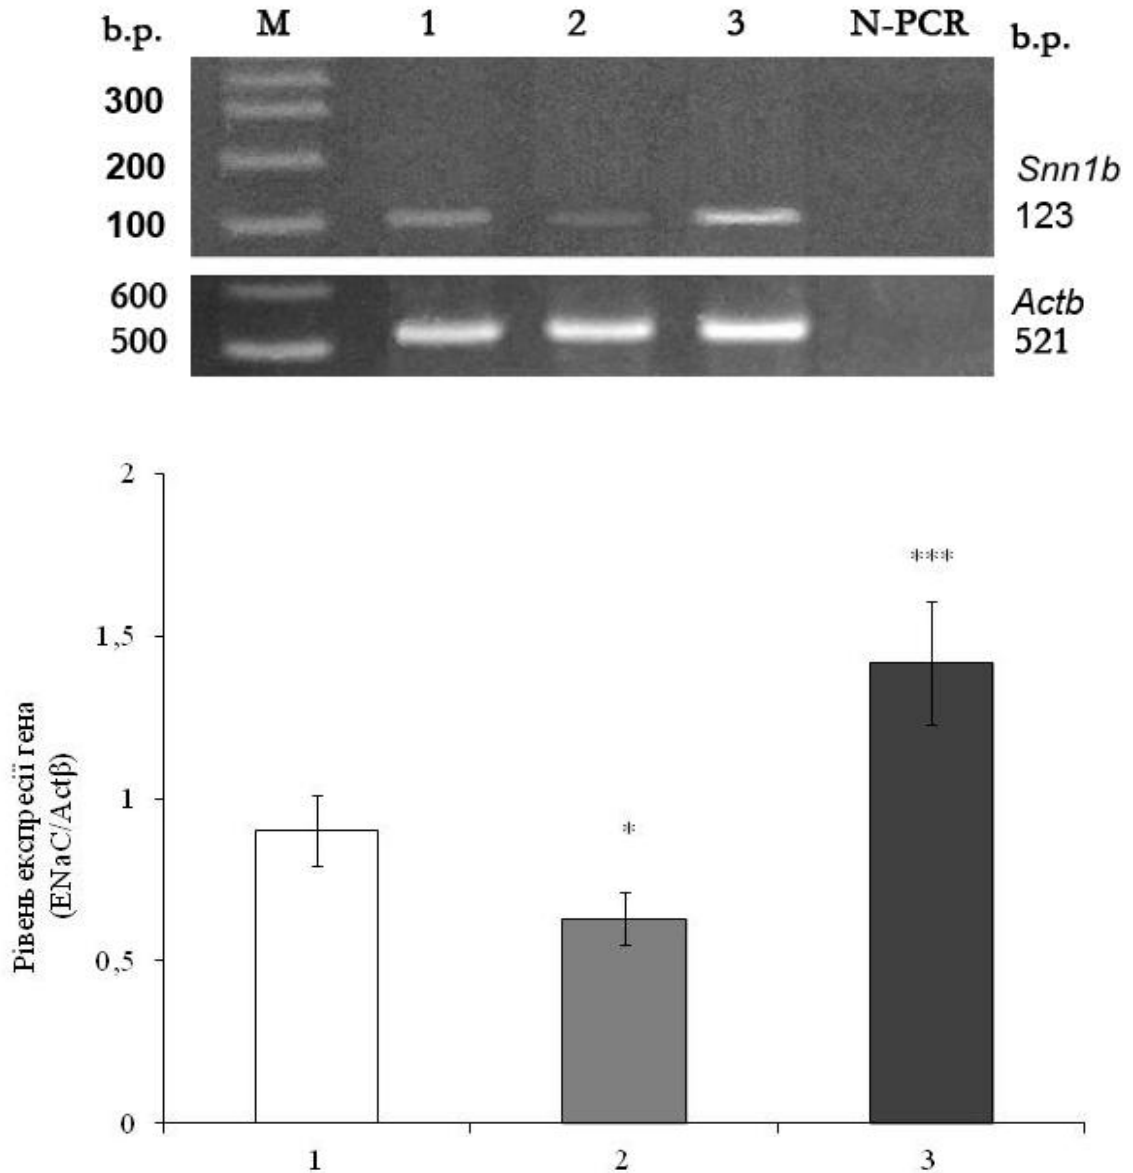 b.p. M 1 2 3 N-PCR b.p.
300
200
100
Snn1b
123
600
500
Actb
521
2
1,5
1
0,5
0
***
*
Рівень експресії гена
(ENaC/Actβ)
1 2 3